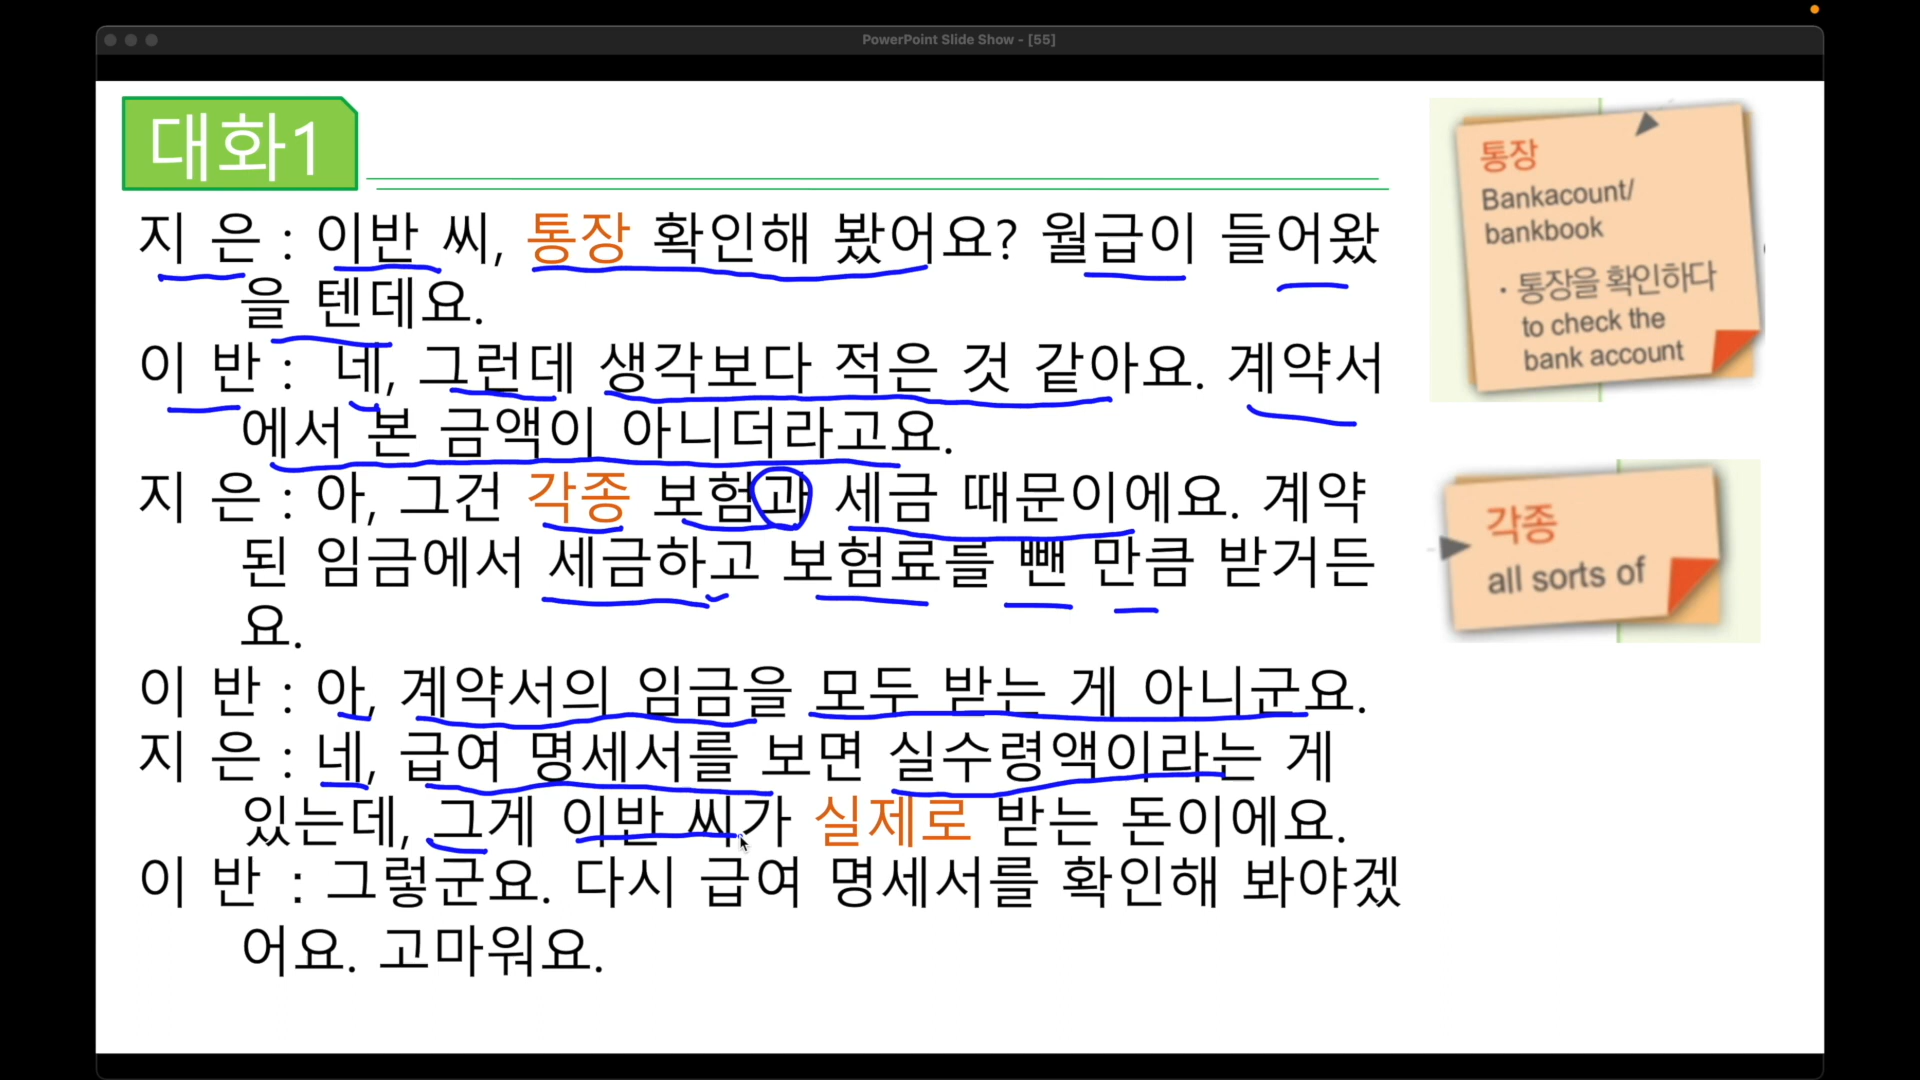 PowerPoint Slide Show - [55]
대화1
지 은 : 이반 씨, 통장 확인해 봤어요? 월급이 들어왔
을 텐데요.
이 반 : 네, 그런데 생각보다 적은 것 같아요. 계약서
에서 본 금액이 아니더라고요.
지 은 : 아, 그건 각종 보험과 세금 때문이에요. 계약
된 임금에서 세금하고 보험료를 뺀 만큼 받거든
요.
이 반 : 아, 계약서의 임금을 모두 받는 게 아니군요.
지 은 : 네, 급여 명세서를 보면 실수령액이라는 게
있는데, 그게 이반 씨가 실제로 받는 돈이에요.
이 반 : 그렇군요. 다시 급여 명세서를 확인해 봐야겠
어요. 고마워요.
통장
Bankacount/
bankbook
· 통장을 확인하다
to check the
bank account
각종
all sorts of